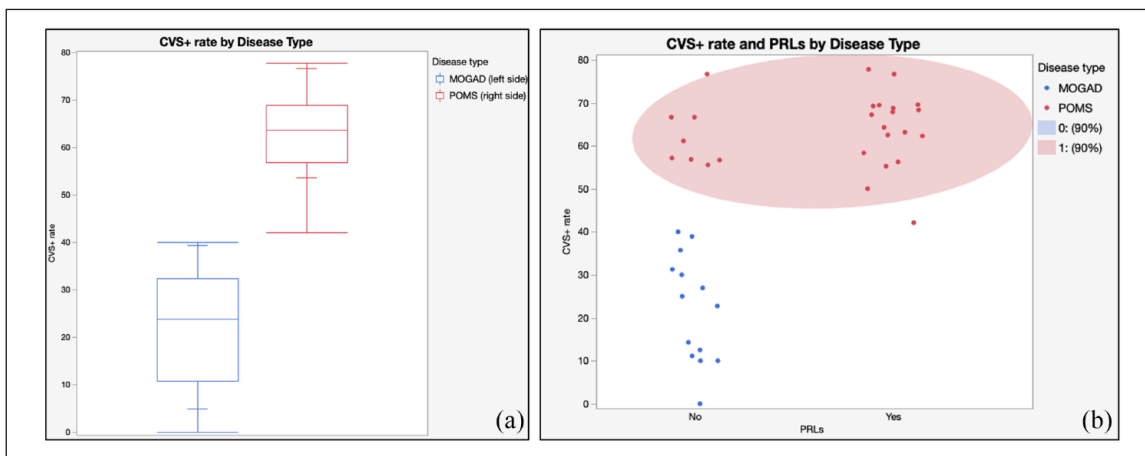 CVS+ rate by Disease Type
80
70
60
50
40
30
20
10
0
CVS+ rate
Disease type
MOGAD (left side)
POMS (right side)
(a)
CVS+ rate and PRLs by Disease Type
80
70
60
50
40
30
20
10
0
CVS+ rate
No
Yes
PRLs
Disease type
MOGAD
POMS
0: (90%)
1: (90%)
(b)